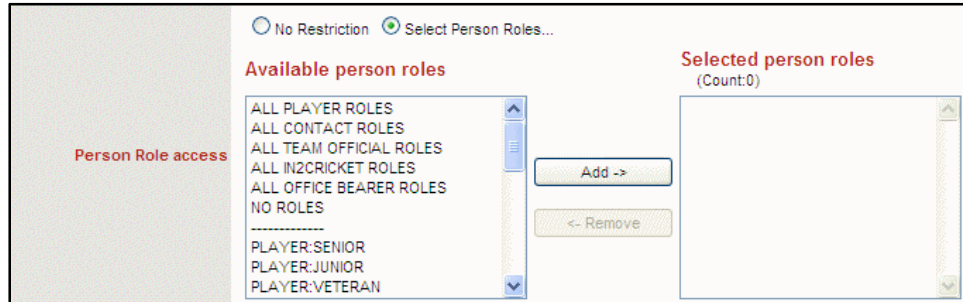 No Restriction Select Person Roles...
Available person roles
Selected person roles
(Count:0)
Person Role access
ALL PLAYER ROLES
ALL CONTACT ROLES
ALL TEAM OFFICIAL ROLES
ALL IN2CRICKET ROLES
ALL OFFICE BEARER ROLES
NO ROLES
-------------
PLAYER:SENIOR
PLAYER:JUNIOR
PLAYER:VETERAN
Add ->
<- Remove